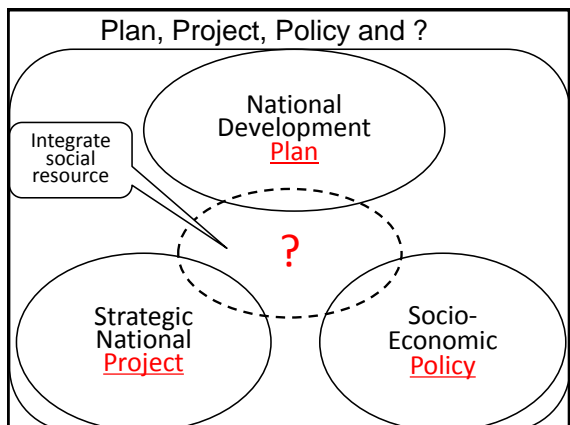 Plan, Project, Policy and ?
National
Development
Plan
Integrate
social
resource
?
Strategic
National
Project
Socio-
Economic
Policy